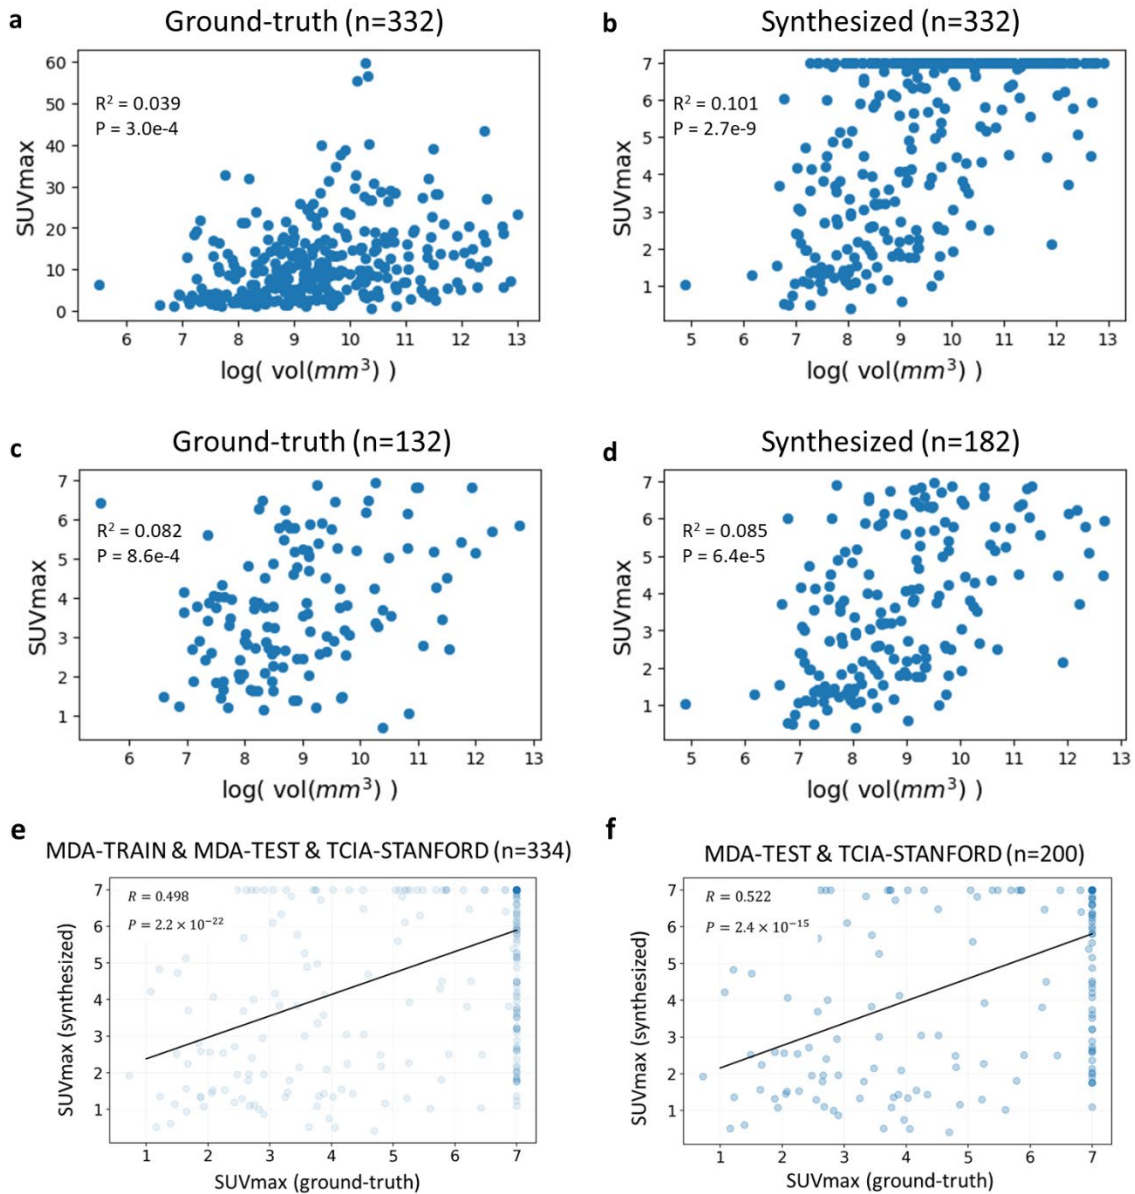 a
Ground-truth (n=332)
60
50
40
30
20
10
0
R² = 0.039
P = 3.0e-4
SUVmax
6 7 8 9 10 11 12 13
log( vol(mm³) )
b
Synthesized (n=332)
7
6
5
4
3
2
1
R² = 0.101
P = 2.7e-9
SUVmax
5 6 7 8 9 10 11 12 13
log( vol(mm³) )
c
Ground-truth (n=132)
7
6
5
4
3
2
1
R² = 0.082
P = 8.6e-4
SUVmax
6 7 8 9 10 11 12 13
log( vol(mm³) )
d
Synthesized (n=182)
7
6
5
4
3
2
1
R² = 0.085
P = 6.4e-5
SUVmax
5 6 7 8 9 10 11 12 13
log( vol(mm³) )
e
MDA-TRAIN & MDA-TEST & TCIA-STANFORD (n=334)
7
6
5
4
3
2
1
R = 0.498
P = 2.2 × 10⁻²²
SUVmax (synthesized)
1 2 3 4 5 6 7
SUVmax (ground-truth)
f
MDA-TEST & TCIA-STANFORD (n=200)
7
6
5
4
3
2
1
R = 0.522
P = 2.4 × 10⁻¹⁵
SUVmax (synthesized)
1 2 3 4 5 6 7
SUVmax (ground-truth)